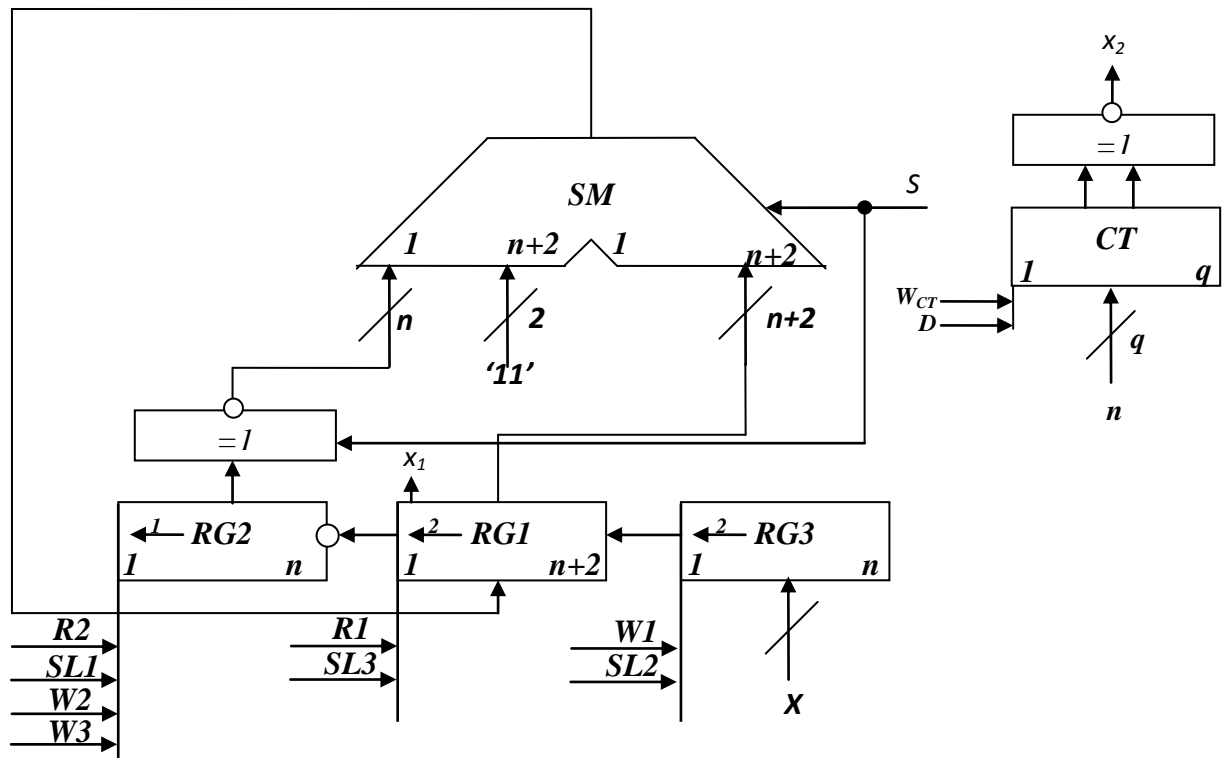 x2
= 1
S
SM
CT
1 n+2 1 n+2
1 q
WCT
D
n 2 n+2
q
'11'
n
= 1
x1
1 RG2
2 RG1
2 RG3
1 n
1 n+2
1 n
R2
R1
W1
SL1
SL3
SL2
W2
X
W3